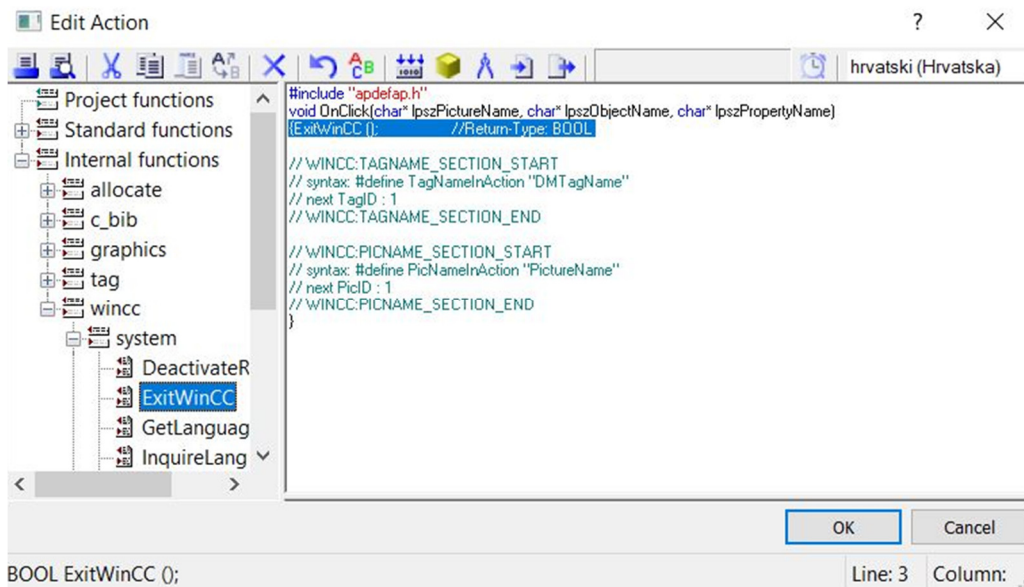 Edit Action
?
hrvatski (Hrvatska)
Project functions
Standard functions
Internal functions
allocate
c_bib
graphics
tag
wincc
system
DeactivateR
ExitWinCC
GetLanguag
InquireLang
#include "apdefap.h"
void OnClick(char* lpszPictureName, char* lpszObjectName, char* lpszPropertyName)
{ExitWinCC (); //Return-Type: BOOL
// WINCC:TAGNAME_SECTION_START
// syntax: #define TagNameInAction "DMTagName"
// next TagID : 1
// WINCC:TAGNAME_SECTION_END
// WINCC:PICNAME_SECTION_START
// syntax: #define PicNameInAction "PictureName"
// next PicID : 1
// WINCC:PICNAME_SECTION_END
}
OK
Cancel
BOOL ExitWinCC ();
Line: 3
Column: